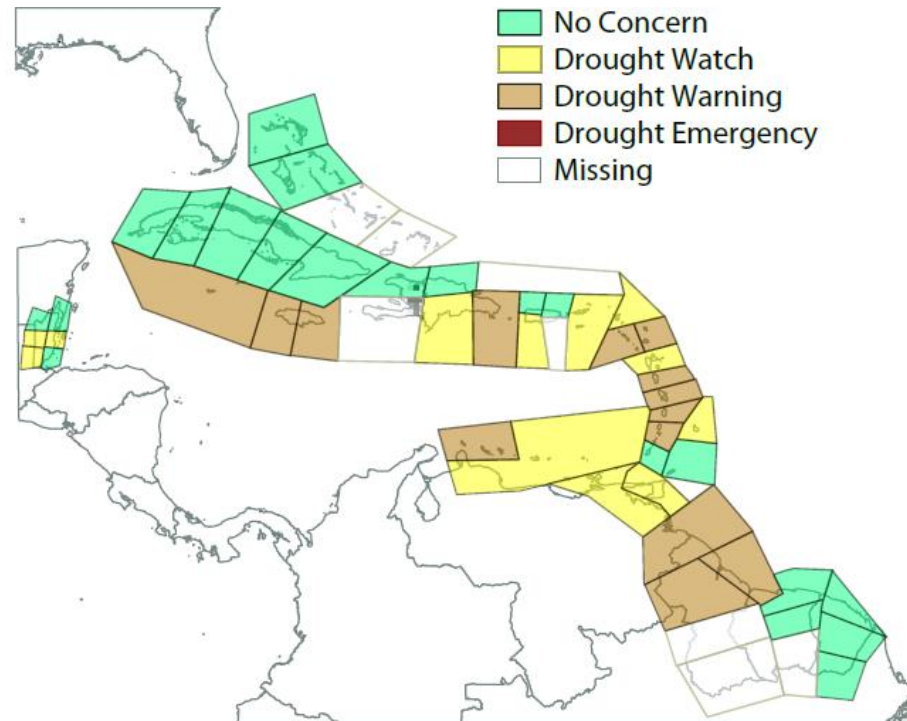 No Concern
Drought Watch
Drought Warning
Drought Emergency
Missing